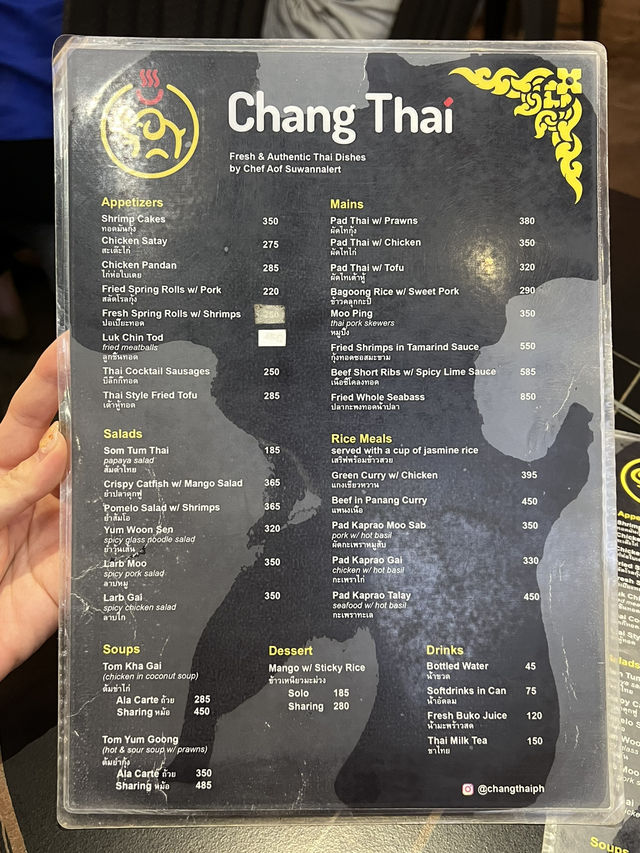 Chang Thai
Fresh & Authentic Thai Dishes
by Chef Aof Suwannalert
Appetizers
Shrimp Cakes 350
ทอดมันกุ้ง
Chicken Satay 275
สะเต๊ะไก่
Chicken Pandan 285
ไก่ห่อใบเตย
Fried Spring Rolls w/ Pork 220
สลัดโรลกุ้ง
Fresh Spring Rolls w/ Shrimps
ปอเปี๊ยะทอด
Luk Chin Tod
fried meatballs
ลูกชิ้นทอด
Thai Cocktail Sausages 250
Thai Style Fried Tofu 285
เต้าหู้ทอด
Salads
Som Tum Thai 185
papaya salad
ส้มตำไทย
Crispy Catfish w/ Mango Salad 365
ยำปลาดุกฟู
Pomelo Salad w/ Shrimps 365
ยำส้มโอ
Yum Woon Sen 320
spicy glass noodle salad
ยำวุ้นเส้น
Larb Moo 350
spicy pork salad
ลาบหมู
Larb Gai 350
spicy chicken salad
ลาบไก่
Soups
Tom Kha Gai
(chicken in coconut soup)
ต้มข่าไก่
Ala Carte ถ้วย 285
Sharing หม้อ 450
Tom Yum Goong
(hot & sour soup w/ prawns)
ต้มยำกุ้ง
Ala Carte ถ้วย 350
Sharing หม้อ 485
Mains
Pad Thai w/ Prawns 380
ผัดไทกุ้ง
Pad Thai w/ Chicken 350
ผัดไทไก่
Pad Thai w/ Tofu 320
ผัดไทเต้าหู้
Bagoong Rice w/ Sweet Pork 290
ข้าวคลุกกะปิ
Moo Ping 350
thai pork skewers
หมูปิ้ง
Fried Shrimps in Tamarind Sauce 550
กุ้งทอดซอสมะขาม
Beef Short Ribs w/ Spicy Lime Sauce 585
เนื้อซี่โครงทอด
Fried Whole Seabass 850
ปลากะพงทอดน้ำปลา
Rice Meals
served with a cup of jasmine rice
เสริฟพร้อมข้าวสวย
Green Curry w/ Chicken 395
แกงเขียวหวาน
Beef in Panang Curry 450
แพนงเนื้อ
Pad Kaprao Moo Sab 350
pork w/ hot basil
ผัดกะเพราหมูสับ
Pad Kaprao Gai 330
chicken w/ hot basil
กะเพราไก่
Pad Kaprao Talay 450
seafood w/ hot basil
กะเพราทะเล
Dessert
Mango w/ Sticky Rice
ข้าวเหนียวมะม่วง
Solo 185
Sharing 280
Drinks
Bottled Water 45
น้ำขวด
Softdrinks in Can 75
น้ำอัดลม
Fresh Buko Juice 120
น้ำมะพร้าวสด
Thai Milk Tea 150
ชาไทย
@changthaiph